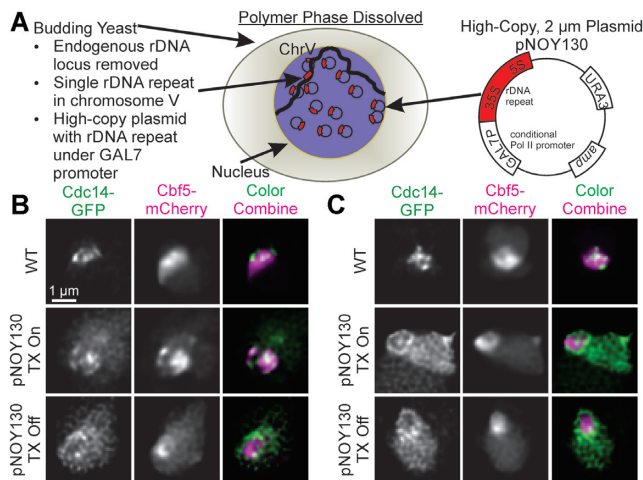 A
Polymer Phase Dissolved
Budding Yeast
• Endogenous rDNA
locus removed
• Single rDNA repeat
in chromosome V
• High-copy plasmid
with rDNA repeat
under GAL7
promoter
ChrV
Nucleus
High-Copy, 2 µm Plasmid
pNOY130
5S
35S
rDNA
repeat
URA3
conditional
Pol II promoter
GAL7P
amp
B
Cdc14-
GFP
Cbf5-
mCherry
Color
Combine
WT
1 µm
pNOY130
TX On
pNOY130
TX Off
C
Cdc14-
GFP
Cbf5-
mCherry
Color
Combine
WT
pNOY130
TX On
pNOY130
TX Off